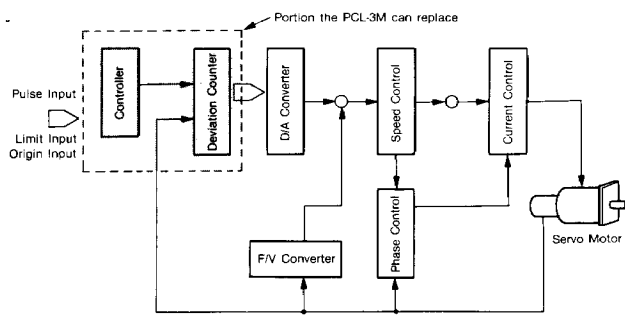 Portion the PCL-3M can replace
Pulse Input
Limit Input
Origin Input
Controller
Deviation Counter
D/A Converter
Speed Control
Current Control
Phase Control
F/V Converter
Servo Motor